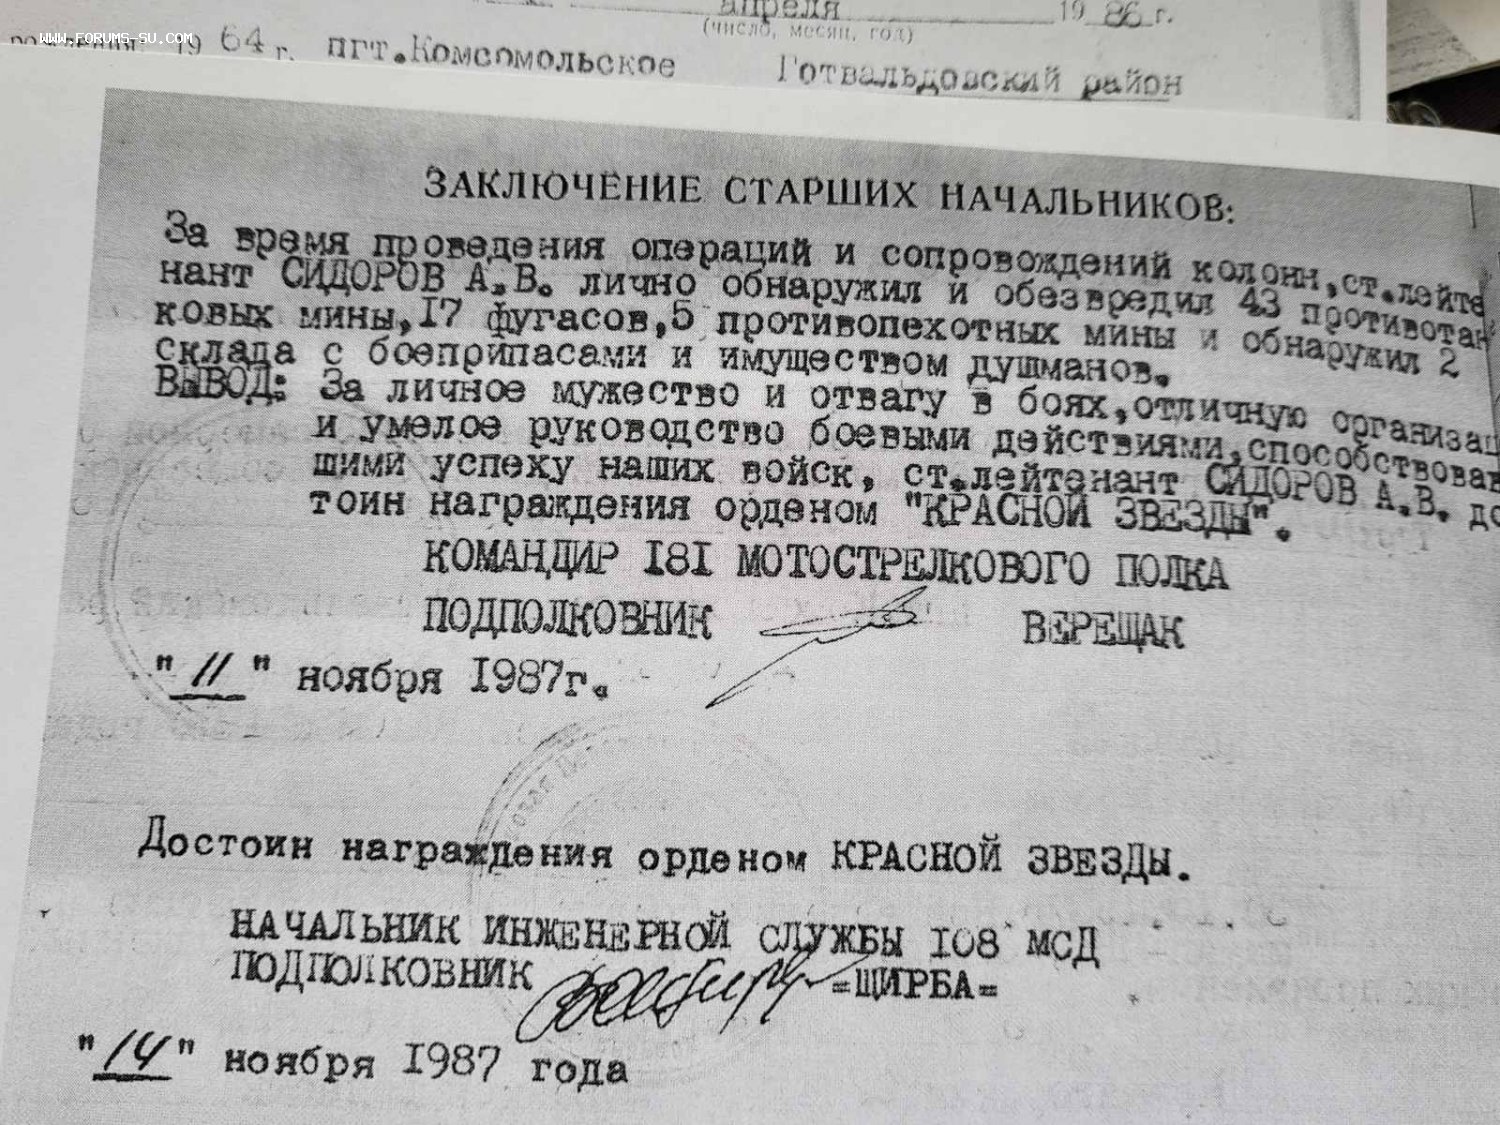 апреля 19 86 г.
(число, месяц, год)
WWW.FORUMS-SU.COM
рождения 19 64 г. пгт.Комсомольское Готвальдовский район
ЗАКЛЮЧЕНИЕ СТАРШИХ НАЧАЛЬНИКОВ:
За время проведения операций и сопровождений колонн,ст.лейте
нант СИДОРОВ А.В. лично обнаружил и обезвредил 43 противотан
ковых мины,17 фугасов,5 противопехотных мины и обнаружил 2
склада с боеприпасами и имуществом душманов.
ВЫВОД: За личное мужество и отвагу в боях,отличную организац
и умелое руководство боевыми действиями,способствовав
шими успеху наших войск, ст.лейтенант СИДОРОВ А.В. до
тоин награждения орденом "КРАСНОЙ ЗВЕЗДЫ".
КОМАНДИР 181 МОТОСТРЕЛКОВОГО ПОЛКА
ПОДПОЛКОВНИК ВЕРЕЩАК
"11" ноября 1987г.
Достоин награждения орденом КРАСНОЙ ЗВЕЗДЫ.
НАЧАЛЬНИК ИНЖЕНЕРНОЙ СЛУЖБЫ 108 МСД
ПОДПОЛКОВНИК =ЩИРБА=
"14" ноября 1987 года